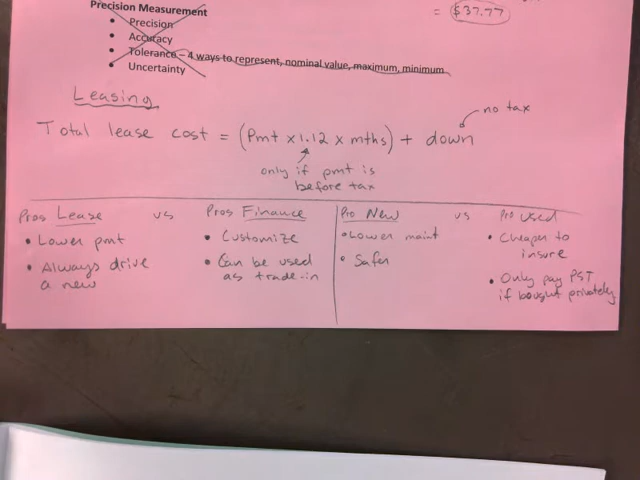 Precision Measurement
= $37.77
• Precision
• Accuracy
• Tolerance – 4 ways to represent, nominal value, maximum, minimum
• Uncertainty
Leasing
no tax
Total lease cost = (Pmt x 1.12 x mths) + down
only if pmt is
before tax
Pros Lease vs Pros Finance
• Lower pmt
• Always drive
a new
• Customize
• Can be used
as trade-in
Pro New vs Pro Used
• Lower maint
• Safer
• Cheaper to
insure
• Only pay PST
if bought privately